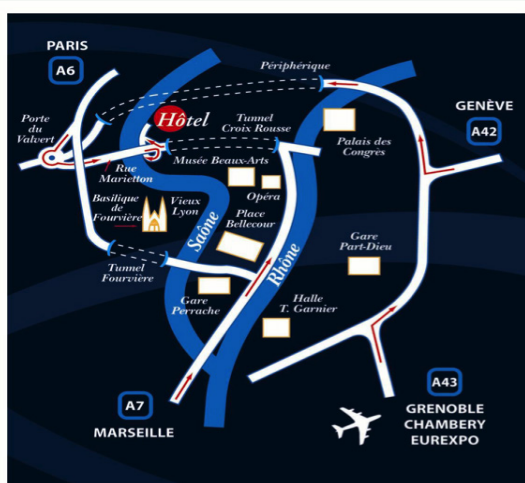 PARIS
A6
Périphérique
GENÈVE
A42
Porte
du
Valvert
Hôtel
Tunnel
Croix Rousse
Palais des
Congrès
Rue
Marietton
Musée Beaux-Arts
Opéra
Basilique
de
Fourvière
Vieux
Lyon
Saône
Place
Bellecour
Rhône
Gare
Part-Dieu
Tunnel
Fourvière
Gare
Perrache
Halle
T. Garnier
A7
MARSEILLE
A43
GRENOBLE
CHAMBERY
EUREXPO